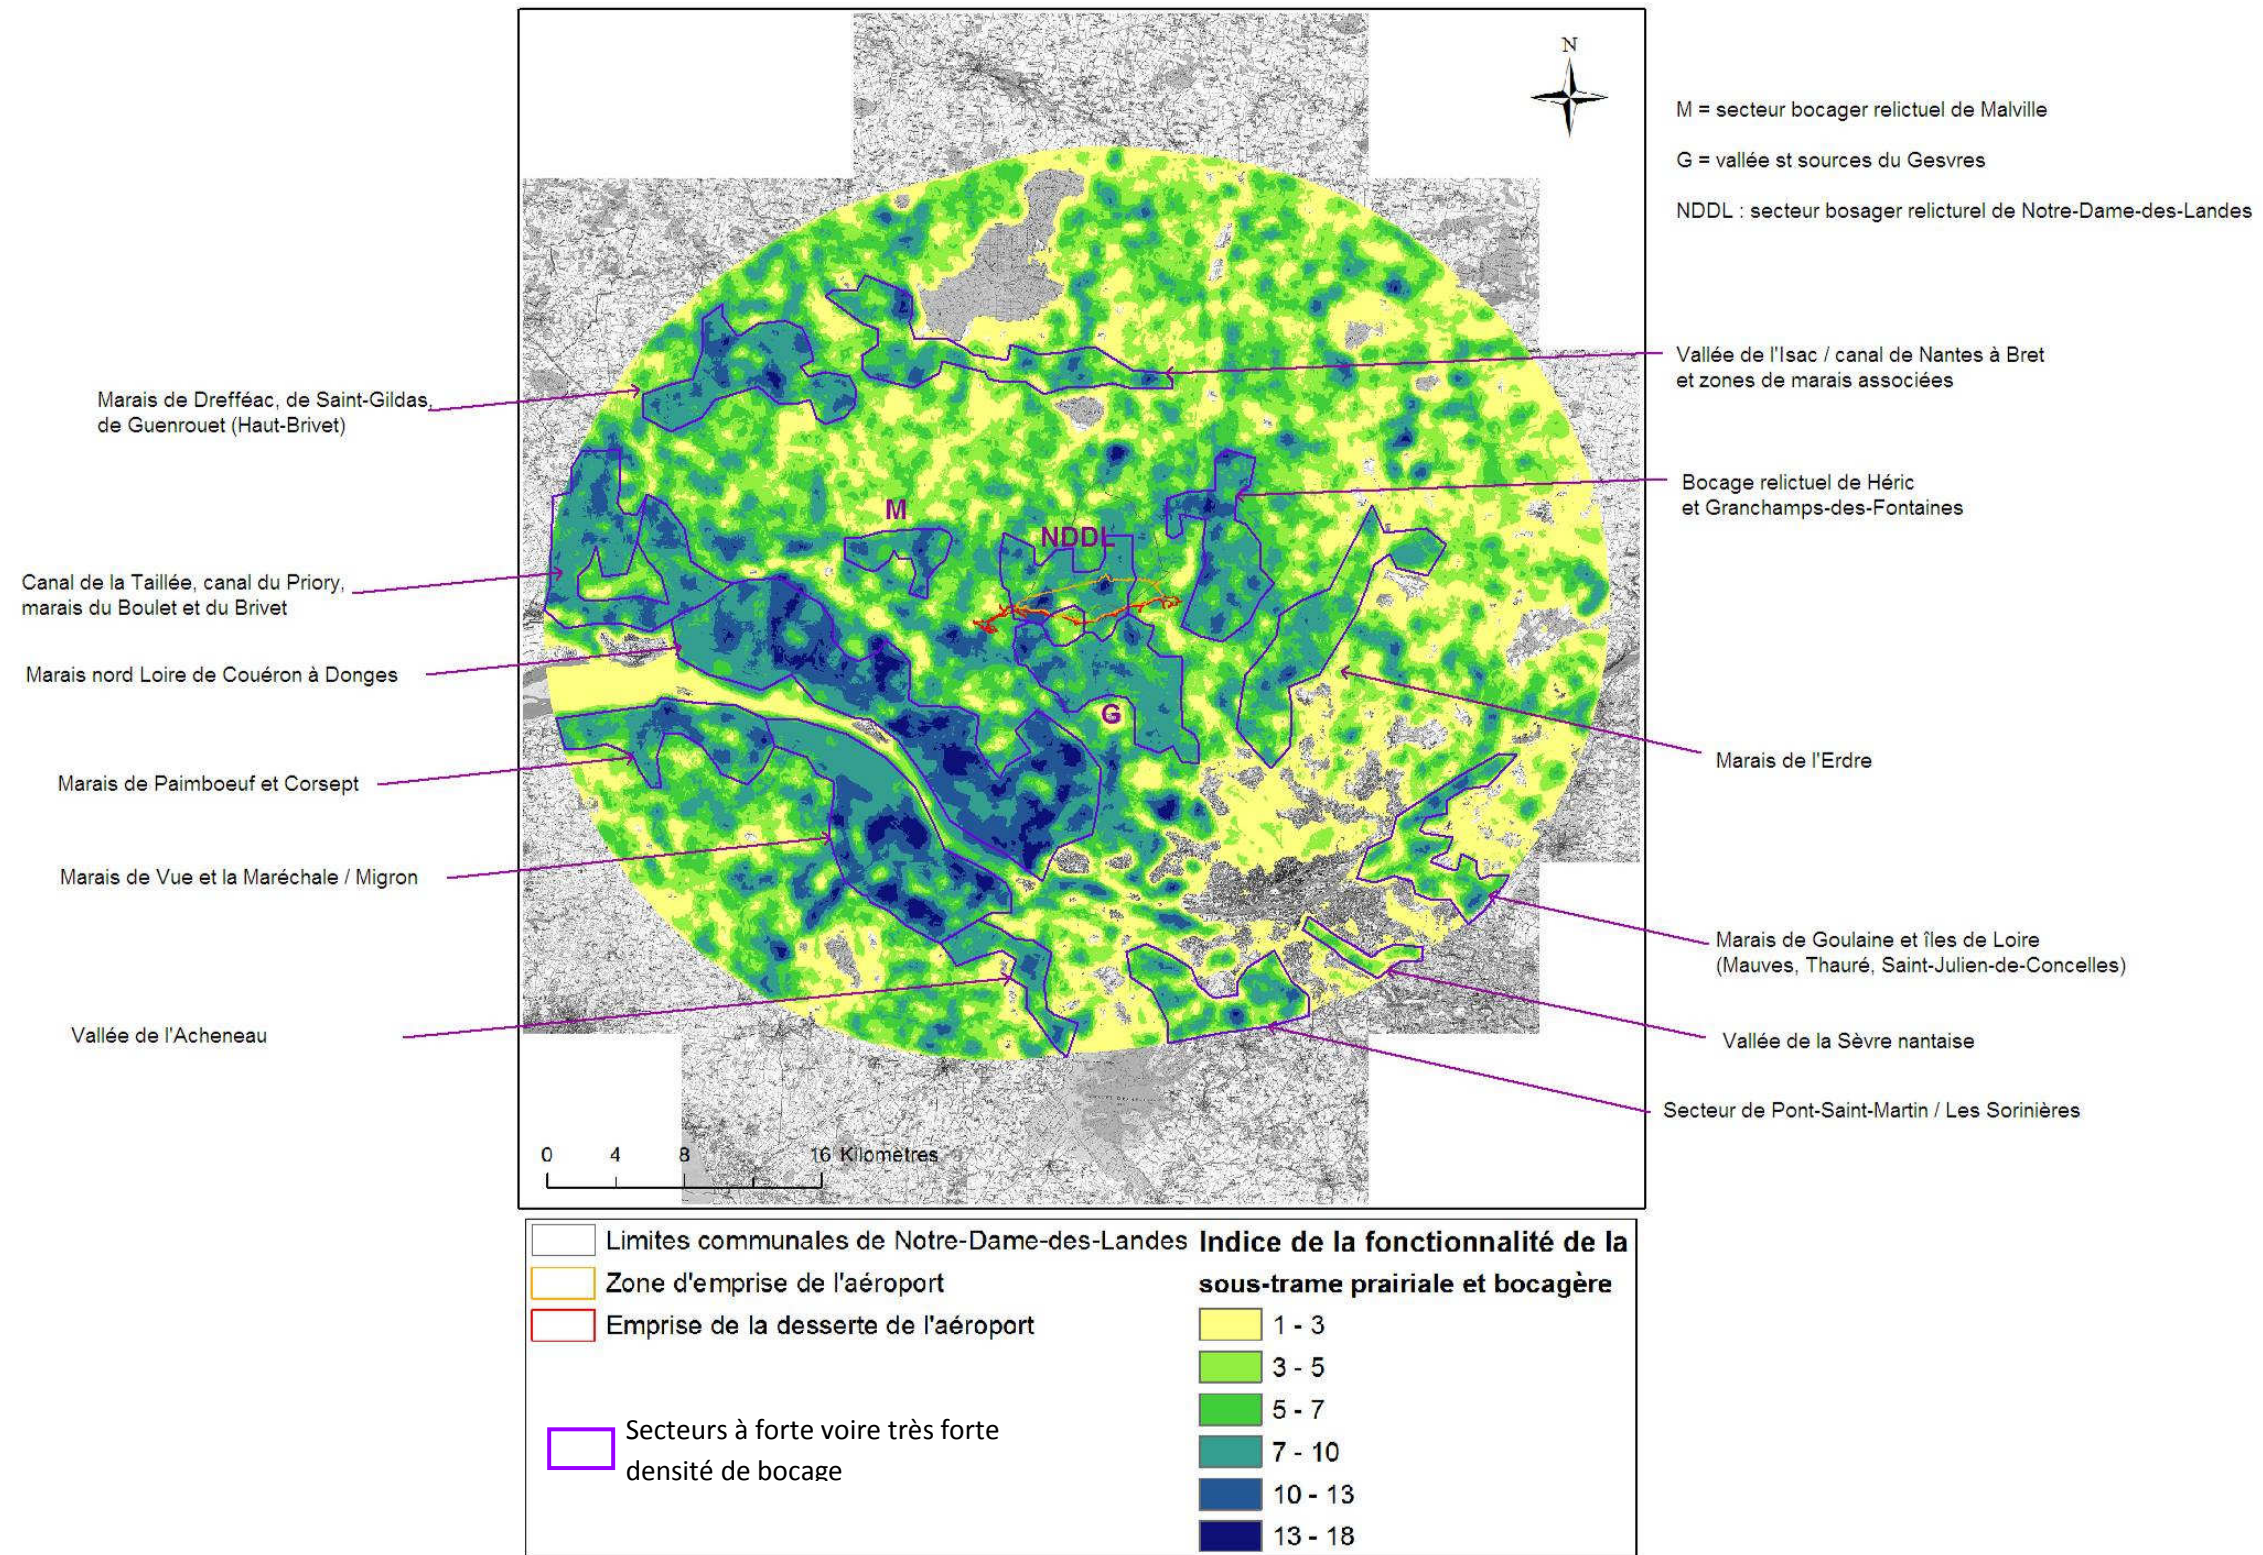 N
M = secteur bocager relictuel de Malville
G = vallée st sources du Gesvres
NDDL : secteur bosager relicturel de Notre-Dame-des-Landes
Vallée de l'Isac / canal de Nantes à Bret
et zones de marais associées
Marais de Drefféac, de Saint-Gildas,
de Guenrouet (Haut-Brivet)
Bocage relictuel de Héric
et Granchamps-des-Fontaines
M
NDDL
Canal de la Taillée, canal du Priory,
marais du Boulet et du Brivet
Marais nord Loire de Couéron à Donges
G
Marais de l'Erdre
Marais de Paimboeuf et Corsept
Marais de Vue et la Maréchale / Migron
Marais de Goulaine et îles de Loire
(Mauves, Thauré, Saint-Julien-de-Concelles)
Vallée de l'Acheneau
Vallée de la Sèvre nantaise
Secteur de Pont-Saint-Martin / Les Sorinières
0 4 8 16 Kilomètres
Limites communales de Notre-Dame-des-Landes
Zone d'emprise de l'aéroport
Emprise de la desserte de l'aéroport
Secteurs à forte voire très forte
densité de bocage
Indice de la fonctionnalité de la
sous-trame prairiale et bocagère
1 - 3
3 - 5
5 - 7
7 - 10
10 - 13
13 - 18